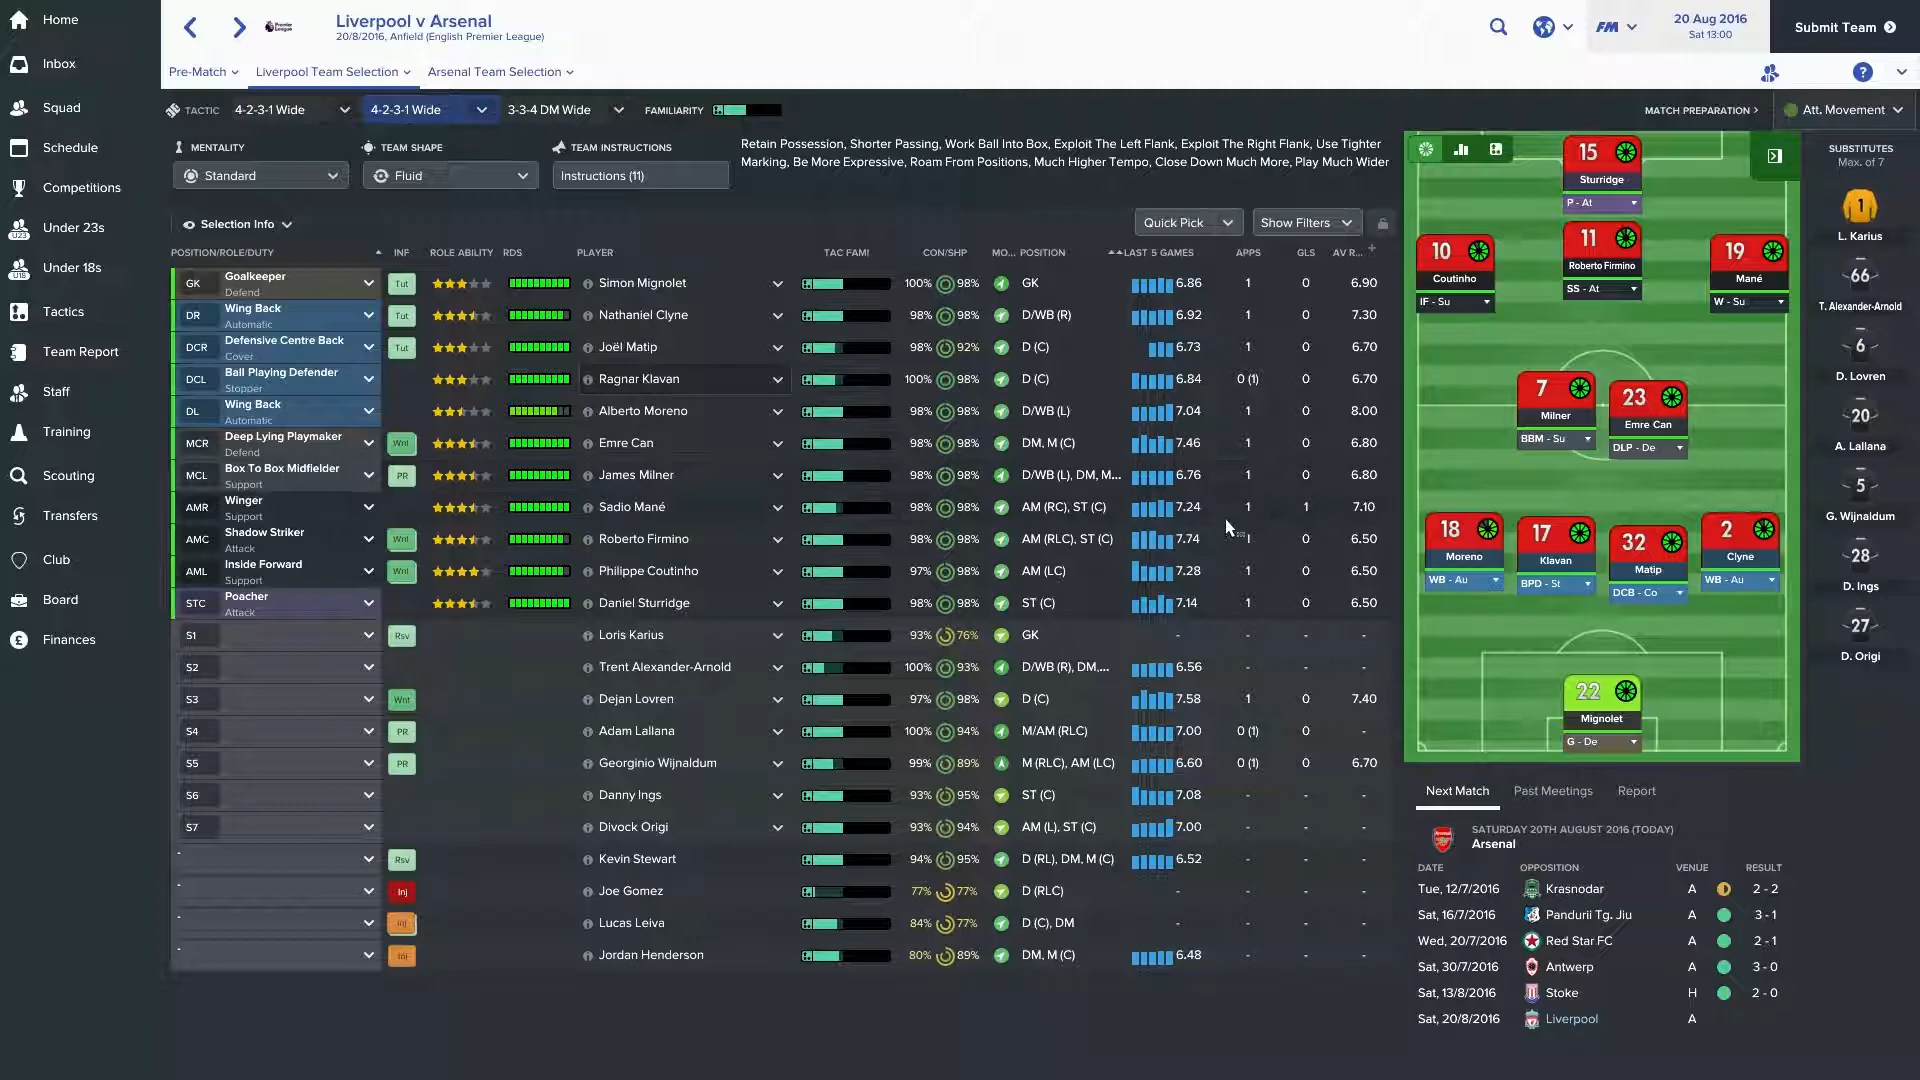 Home
Inbox
Squad
Schedule
Competitions
Under 23s
Under 18s
Tactics
Team Report
Staff
Training
Scouting
Transfers
Club
Board
Finances
Liverpool v Arsenal
20/8/2016, Anfield (English Premier League)
FM
20 Aug 2016
Sat 13:00
Submit Team
Pre-Match
Liverpool Team Selection
Arsenal Team Selection
?
TACTIC 4-2-3-1 Wide 4-2-3-1 Wide 3-3-4 DM Wide FAMILIARITY
MATCH PREPARATION > Att. Movement
MENTALITY TEAM SHAPE TEAM INSTRUCTIONS
Standard Fluid Instructions (11)
Retain Possession, Shorter Passing, Work Ball Into Box, Exploit The Left Flank, Exploit The Right Flank, Use Tighter
Marking, Be More Expressive, Roam From Positions, Much Higher Tempo, Close Down Much More, Play Much Wider
Selection Info Quick Pick Show Filters
POSITION/ROLE/DUTY INF ROLE ABILITY RDS PLAYER TAC FAMI CON/SHP MO... POSITION LAST 5 GAMES APPS GLS AV R...
GK Goalkeeper Defend Tut Simon Mignolet 100% 98% GK 6.86 1 0 6.90
DR Wing Back Automatic Tut Nathaniel Clyne 98% 98% D/WB (R) 6.92 1 0 7.30
DCR Defensive Centre Back Cover Tut Joël Matip 98% 92% D (C) 6.73 1 0 6.70
DCL Ball Playing Defender Stopper Ragnar Klavan 100% 98% D (C) 6.84 0 (1) 0 6.70
DL Wing Back Automatic Alberto Moreno 98% 98% D/WB (L) 7.04 1 0 8.00
MCR Deep Lying Playmaker Defend Wnt Emre Can 98% 98% DM, M (C) 7.46 1 0 6.80
MCL Box To Box Midfielder Support PR James Milner 98% 98% D/WB (L), DM, M... 6.76 1 0 6.80
AMR Winger Support Sadio Mané 98% 98% AM (RC), ST (C) 7.24 1 1 7.10
AMC Shadow Striker Attack Wnt Roberto Firmino 98% 98% AM (RLC), ST (C) 7.74 1 0 6.50
AML Inside Forward Support Wnt Philippe Coutinho 97% 98% AM (LC) 7.28 1 0 6.50
STC Poacher Attack Daniel Sturridge 98% 98% ST (C) 7.14 1 0 6.50
S1 Rsv Loris Karius 93% 76% GK - - - -
S2 Trent Alexander-Arnold 100% 93% D/WB (R), DM,... 6.56 - - -
S3 Wnt Dejan Lovren 97% 98% D (C) 7.58 1 0 7.40
S4 PR Adam Lallana 100% 94% M/AM (RLC) 7.00 0 (1) 0 -
S5 PR Georginio Wijnaldum 99% 89% M (RLC), AM (LC) 6.60 0 (1) 0 6.70
S6 Danny Ings 93% 95% ST (C) 7.08 - - -
S7 Divock Origi 93% 94% AM (L), ST (C) 7.00 - - -
- Rsv Kevin Stewart 94% 95% D (RL), DM, M (C) 6.52 - - -
- Inj Joe Gomez 77% 77% D (RLC) - - - -
- Inj Lucas Leiva 84% 77% D (C), DM - - - -
- Inj Jordan Henderson 80% 89% DM, M (C) 6.48 - - -
15
Sturridge
P - At
10 11 19
Coutinho Roberto Firmino Mané
IF - Su SS - At W - Su
7 23
Milner Emre Can
BBM - Su DLP - De
18 17 32 2
Moreno Klavan Matip Clyne
WB - Au BPD - St DCB - Co WB - Au
22
Mignolet
G - De
SUBSTITUTES
Max. of 7
1
L. Karius
66
T. Alexander-Arnold
6
D. Lovren
20
A. Lallana
5
G. Wijnaldum
28
D. Ings
27
D. Origi
Next Match Past Meetings Report
SATURDAY 20TH AUGUST 2016 (TODAY)
Arsenal
DATE OPPOSITION VENUE RESULT
Tue, 12/7/2016 Krasnodar A 2 - 2
Sat, 16/7/2016 Pandurii Tg. Jiu A 3 - 1
Wed, 20/7/2016 Red Star FC A 2 - 1
Sat, 30/7/2016 Antwerp A 3 - 0
Sat, 13/8/2016 Stoke H 2 - 0
Sat, 20/8/2016 Liverpool A